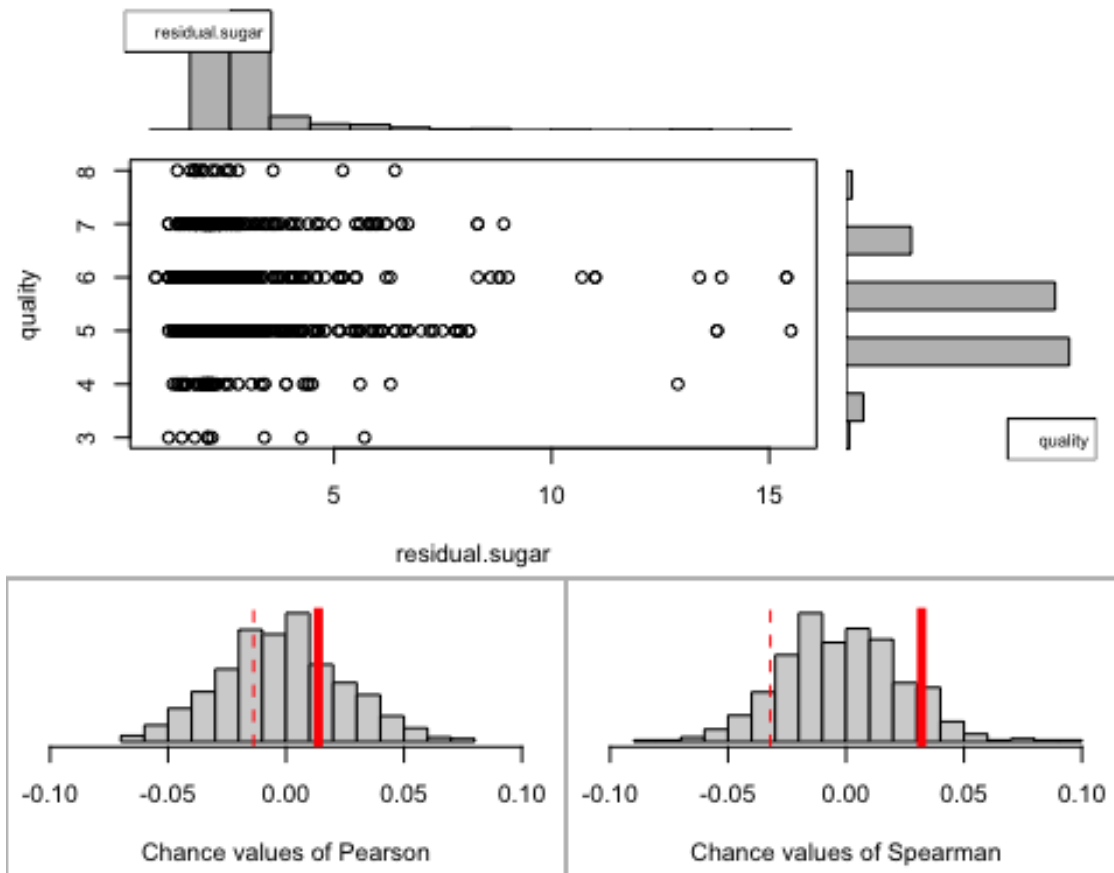 residual.sugar
quality
8
7
6
5
4
3
quality
5 10 15
residual.sugar
-0.10 -0.05 0.00 0.05 0.10
Chance values of Pearson
-0.10 -0.05 0.00 0.05 0.10
Chance values of Spearman